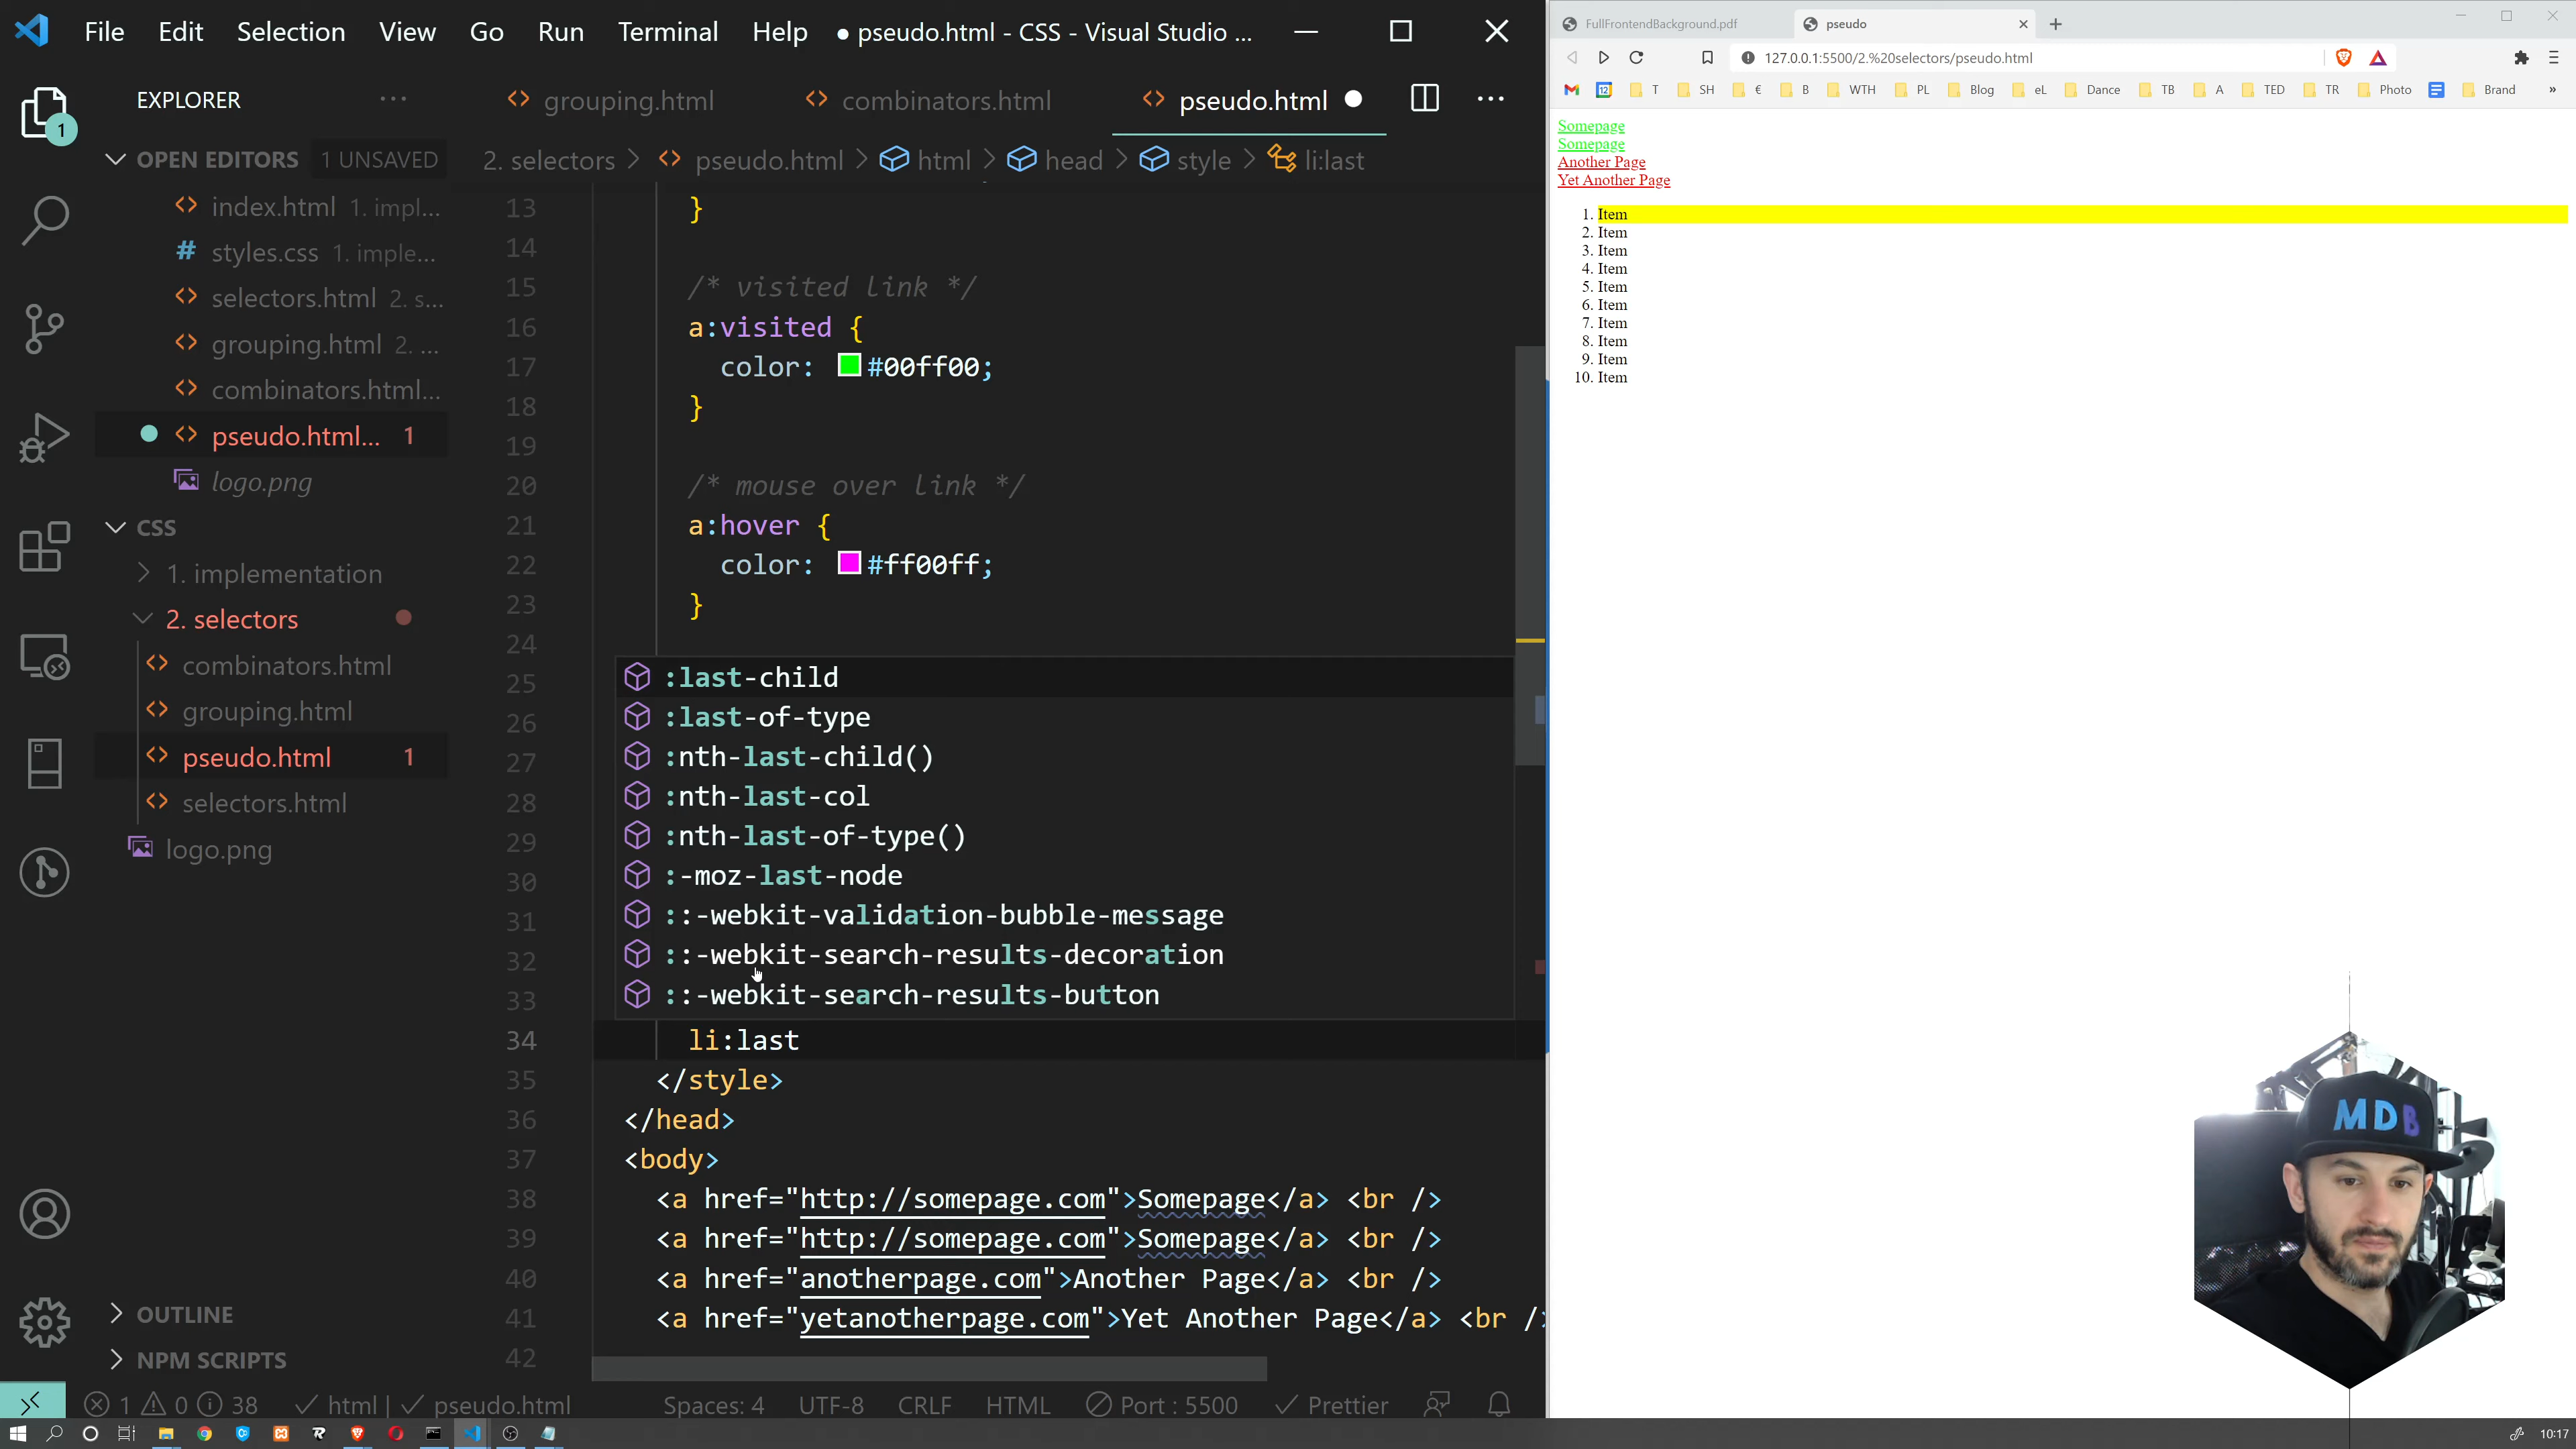 File Edit Selection View Go Run Terminal Help ● pseudo.html - CSS - Visual Studio ...
EXPLORER ...
grouping.html combinators.html pseudo.html
OPEN EDITORS 1 UNSAVED
2. selectors > pseudo.html > html > head > style > li:last
index.html 1. impl...
styles.css 1. imple...
selectors.html 2. s...
grouping.html 2. ...
combinators.html...
pseudo.html... 1
logo.png
CSS
1. implementation
2. selectors
combinators.html
grouping.html
pseudo.html 1
selectors.html
logo.png
OUTLINE
NPM SCRIPTS
1
13 }
14
15 /* visited link */
16 a:visited {
17 color: #00ff00;
18 }
19
20 /* mouse over link */
21 a:hover {
22 color: #ff00ff;
23 }
24
25
26
27
28
29
30
31
32
33
:last-child
:last-of-type
:nth-last-child()
:nth-last-col
:nth-last-of-type()
:-moz-last-node
::-webkit-validation-bubble-message
::-webkit-search-results-decoration
::-webkit-search-results-button
34 li:last
35 </style>
36 </head>
37 <body>
38 <a href="http://somepage.com">Somepage</a> <br />
39 <a href="http://somepage.com">Somepage</a> <br />
40 <a href="anotherpage.com">Another Page</a> <br />
41 <a href="yetanotherpage.com">Yet Another Page</a> <br />
42
1 0 38 html | pseudo.html Spaces: 4 UTF-8 CRLF HTML Port : 5500 Prettier
FullFrontendBackground.pdf pseudo
127.0.0.1:5500/2.%20selectors/pseudo.html
12 T SH € B WTH PL Blog eL Dance TB A TED TR Photo Brand »
Somepage
Somepage
Another Page
Yet Another Page
1. Item
2. Item
3. Item
4. Item
5. Item
6. Item
7. Item
8. Item
9. Item
10. Item
MDB
10:17